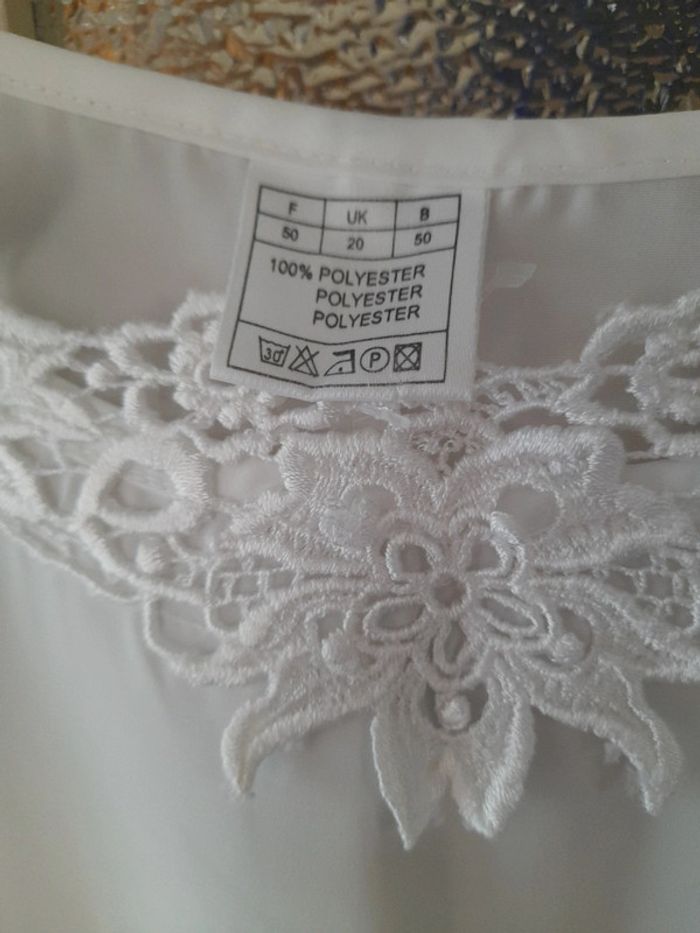 F UK B
50 20 50
100% POLYESTER
POLYESTER
POLYESTER
30° P